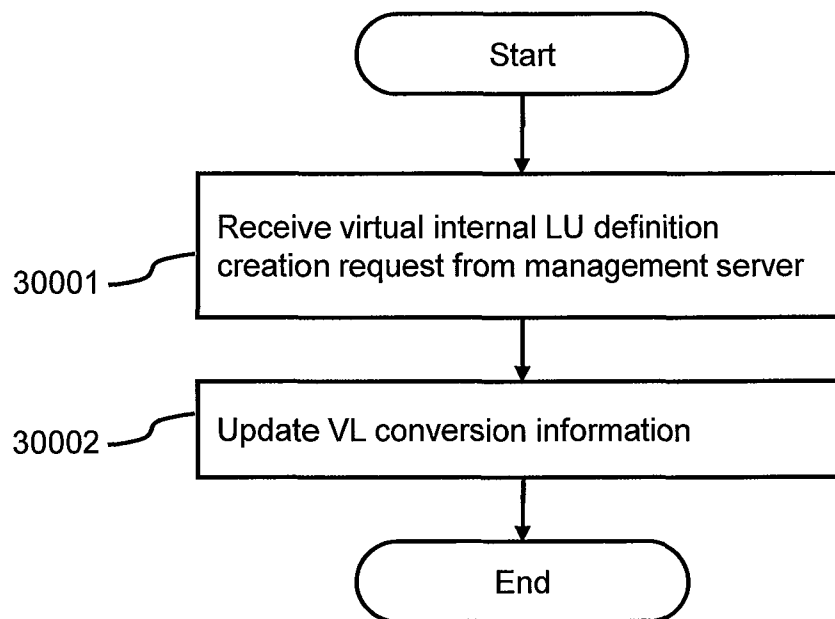 Start
Receive virtual internal LU definition
creation request from management server
30001
Update VL conversion information
30002
End